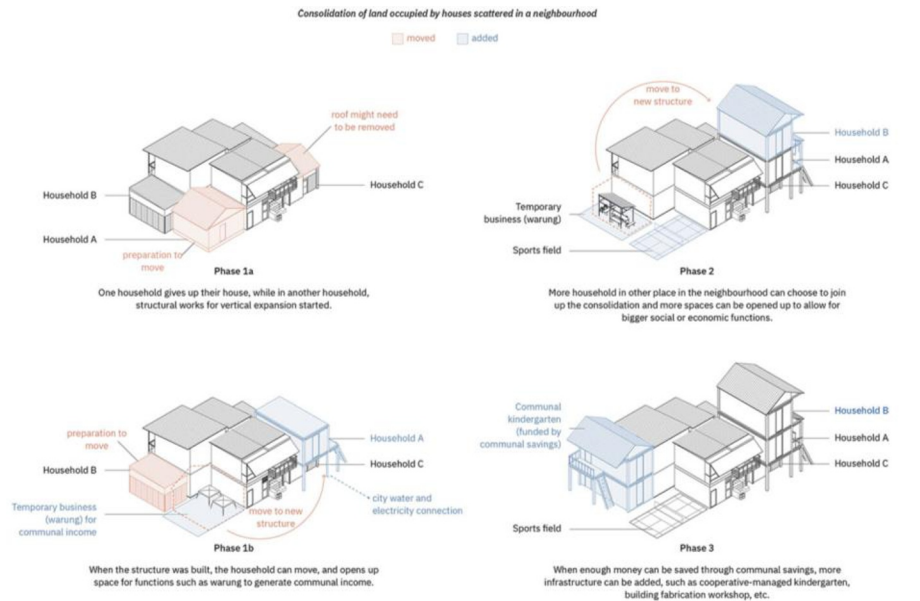 Consolidation of land occupied by houses scattered in a neighbourhood
moved
added
roof might need
to be removed
Household C
Household B
Household A
preparation to
move
Phase 1a
One household gives up their house, while in another household,
structural works for vertical expansion started.
move to
new structure
Household B
Household A
Household C
Temporary
business (warung)
Sports field
Phase 2
More household in other place in the neighbourhood can choose to join
up the consolidation and more spaces can be opened up to allow for
bigger social or economic functions.
preparation to
move
Household A
Household B
Household C
Temporary business
(warung) for
communal income
city water and
electricity connection
move to new
structure
Phase 1b
When the structure was built, the household can move, and opens up
space for functions such as warung to generate communal income.
Communal
kindergarten
(funded by
communal savings)
Household B
Household A
Household C
Sports field
Phase 3
When enough money can be saved through communal savings, more
infrastructure can be added, such as cooperative-managed kindergarten,
building fabrication workshop, etc.